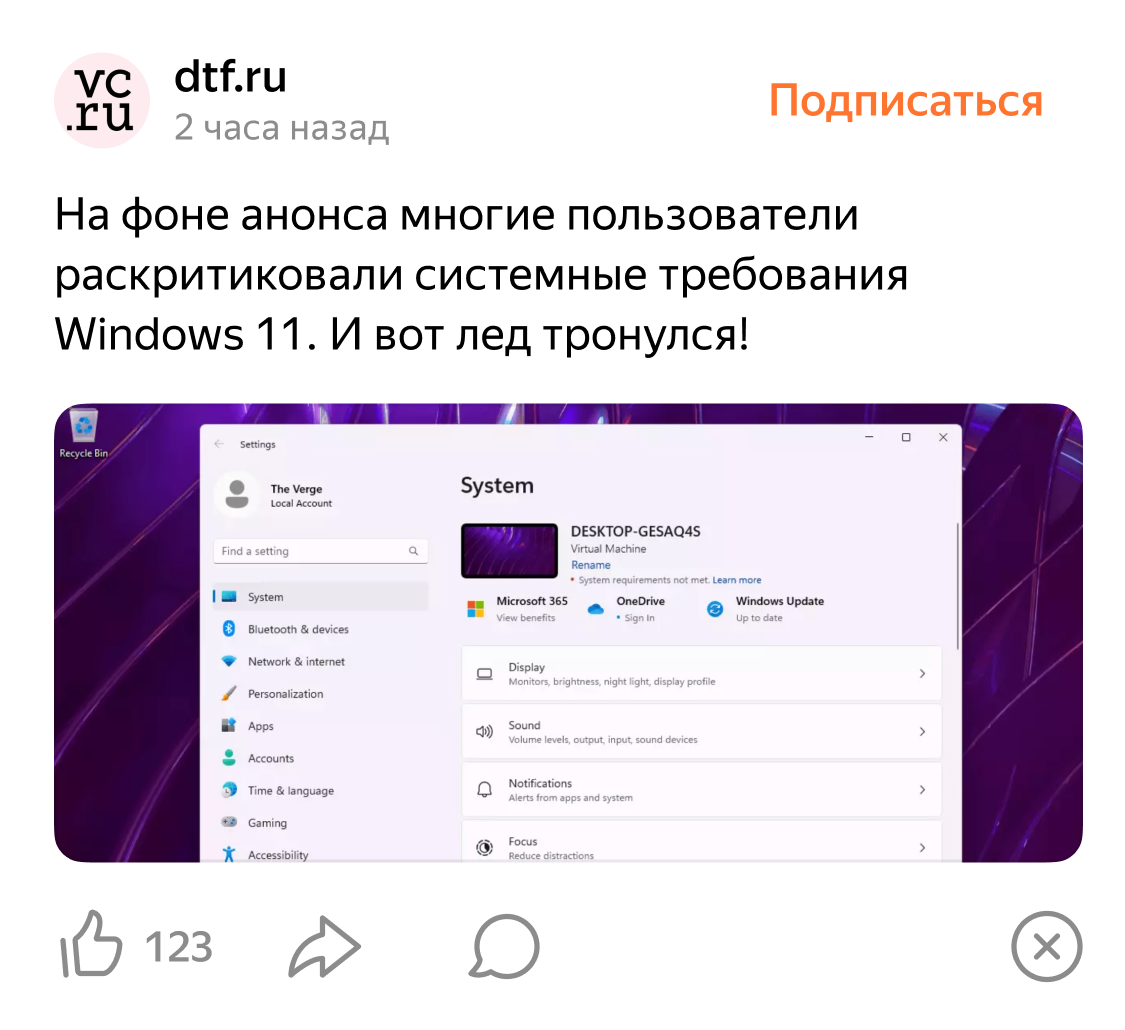 vc
.ru
dtf.ru
2 часа назад
Подписаться
На фоне анонса многие пользователи
раскритиковали системные требования
Windows 11. И вот лед тронулся!
Recycle Bin
Settings
The Verge
Local Account
Find a setting
System
Bluetooth & devices
Network & internet
Personalization
Apps
Accounts
Time & language
Gaming
Accessibility
System
DESKTOP-GESAQ4S
Virtual Machine
Rename
• System requirements not met. Learn more
Microsoft 365
View benefits
OneDrive
• Sign In
Windows Update
Up to date
Display
Monitors, brightness, night light, display profile
Sound
Volume levels, output, input, sound devices
Notifications
Alerts from apps and system
Focus
Reduce distractions
123